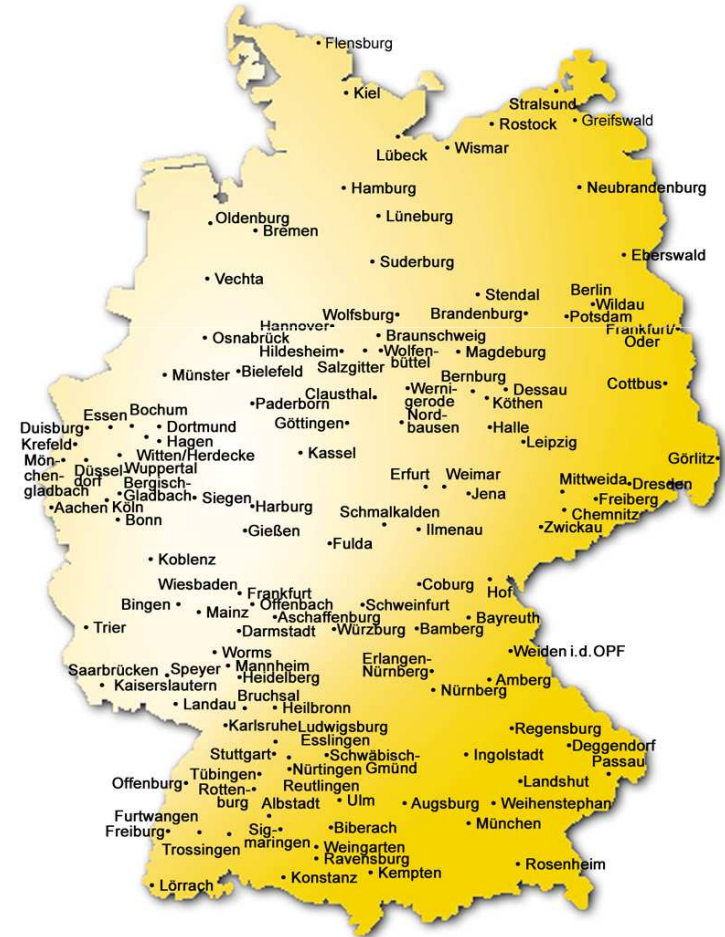 Flensburg
Kiel
Stralsund
Rostock
Greifswald
Lübeck
Wismar
Hamburg
Neubrandenburg
Lüneburg
Oldenburg
Bremen
Eberswald
Suderburg
Vechta
Stendal
Berlin
Wildau
Wolfsburg
Brandenburg
Potsdam
Hannover
Frankfurt/
Oder
Osnabrück
Braunschweig
Hildesheim
Wolfen-
büttel
Magdeburg
Salzgitter
Münster
Bielefeld
Bernburg
Cottbus
Clausthal
Werni-
gerode
Dessau
Paderborn
Köthen
Essen
Bochum
Göttingen
Nord-
hausen
Duisburg
Dortmund
Halle
Krefeld
Hagen
Leipzig
Witten/Herdecke
Kassel
Mön-
chen-
gladbach
Görlitz
Düssel
dorf
Wuppertal
Erfurt
Weimar
Mittweida
Dresden
Bergisch-
Gladbach
Siegen
Jena
Freiberg
Aachen
Köln
Harburg
Schmalkalden
Chemnitz
Bonn
Gießen
Ilmenau
Zwickau
Fulda
Koblenz
Wiesbaden
Frankfurt
Coburg
Hof
Bingen
Mainz
Offenbach
Schweinfurt
Aschaffenburg
Bayreuth
Trier
Darmstadt
Würzburg
Bamberg
Worms
Weiden i.d.OPF
Saarbrücken
Speyer
Mannheim
Erlangen-
Nürnberg
Kaiserslautern
Heidelberg
Amberg
Bruchsal
Nürnberg
Landau
Heilbronn
Karlsruhe
Ludwigsburg
Regensburg
Esslingen
Deggendorf
Stuttgart
Schwäbisch-
Gmünd
Ingolstadt
Passau
Tübingen
Nürtingen
Offenburg
Reutlingen
Landshut
Rotten-
burg
Albstadt
Ulm
Augsburg
Weihenstephan
Furtwangen
Freiburg
Sig-
maringen
Biberach
München
Trossingen
Weingarten
Ravensburg
Rosenheim
Konstanz
Kempten
Lörrach